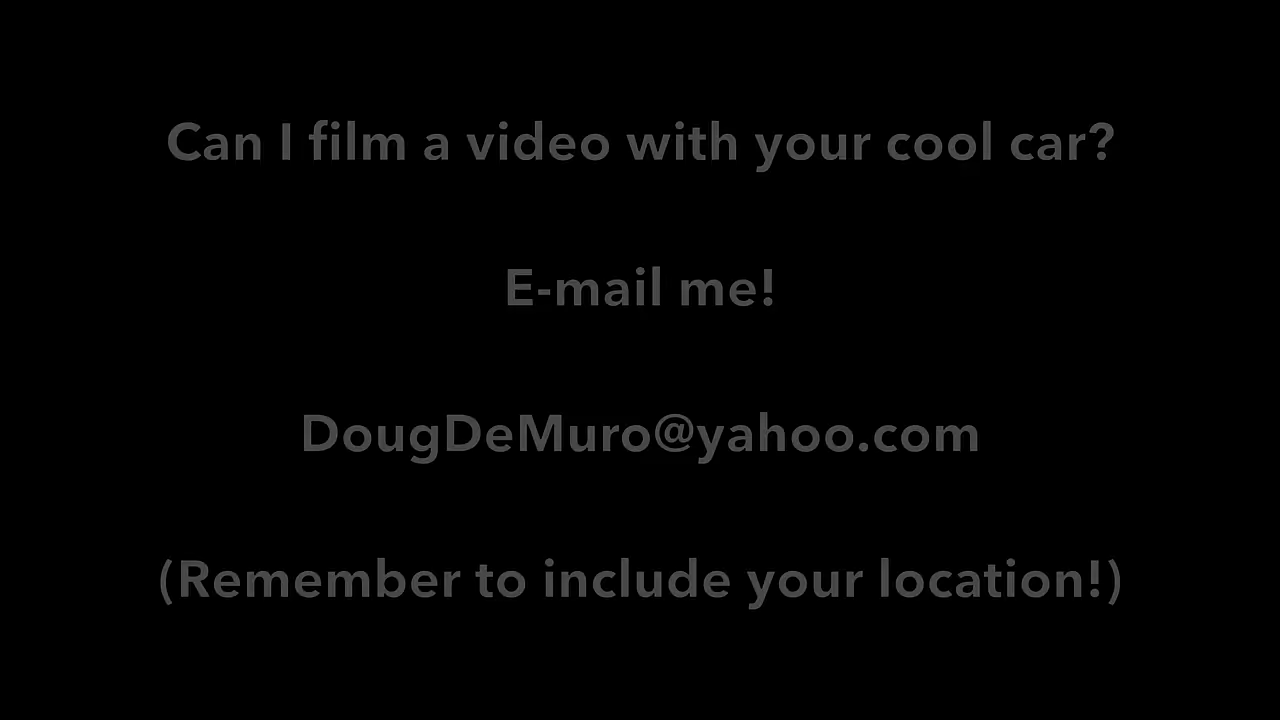 Can I film a video with your cool car?
E-mail me!
DougDeMuro@yahoo.com
(Remember to include your location!)